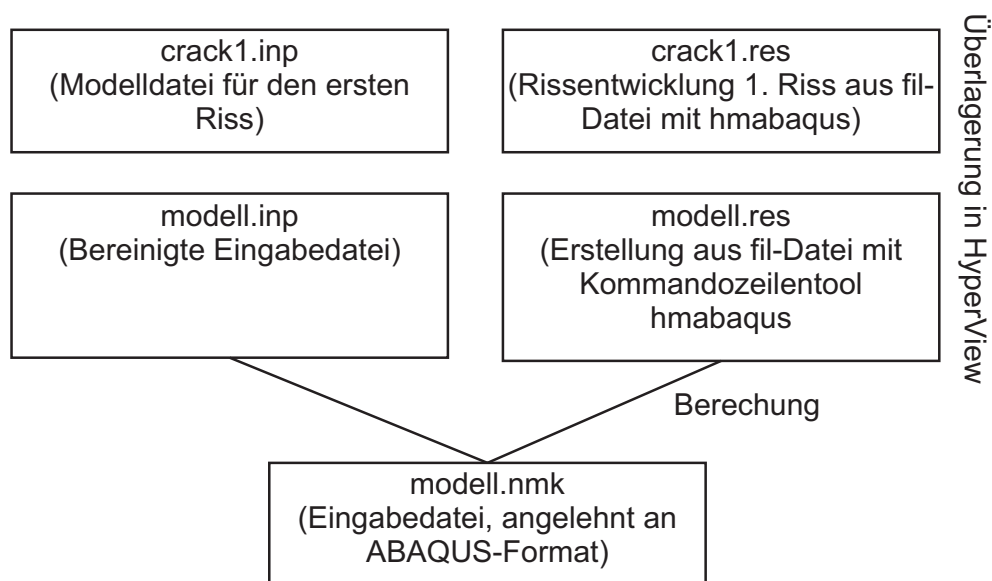 crack1.inp
(Modelldatei für den ersten
Riss)
crack1.res
(Rissentwicklung 1. Riss aus fil-
Datei mit hmabaqus)
modell.inp
(Bereinigte Eingabedatei)
modell.res
(Erstellung aus fil-Datei mit
Kommandozeilentool
hmabaqus
Überlagerung in HyperView
Berechung
modell.nmk
(Eingabedatei, angelehnt an
ABAQUS-Format)